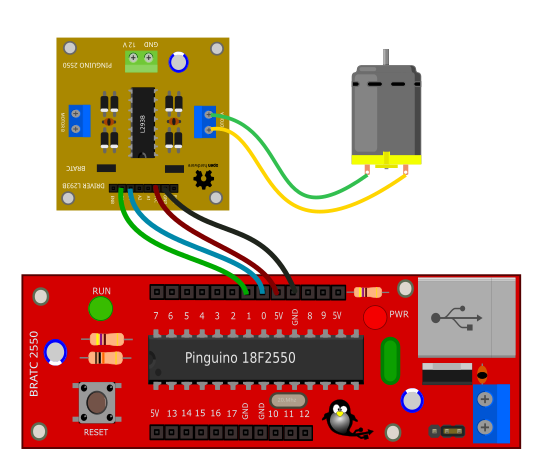 12 V GND
PINGUINO 2550
L293B
BRATC
open hardware
DRIVER L293B
RUN
7 6 5 4 3 2 1 0 5V GND 8 9 5V
PWR
BRATC 2550
Pinguino 18F2550
RESET
5V 13 14 15 16 17 GND GND 10 11 12